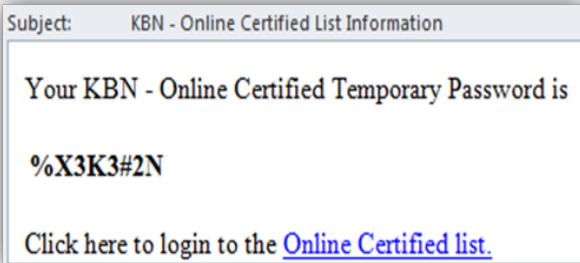 Subject: KBN - Online Certified List Information
Your KBN - Online Certified Temporary Password is
%X3K3#2N
Click here to login to the Online Certified list.